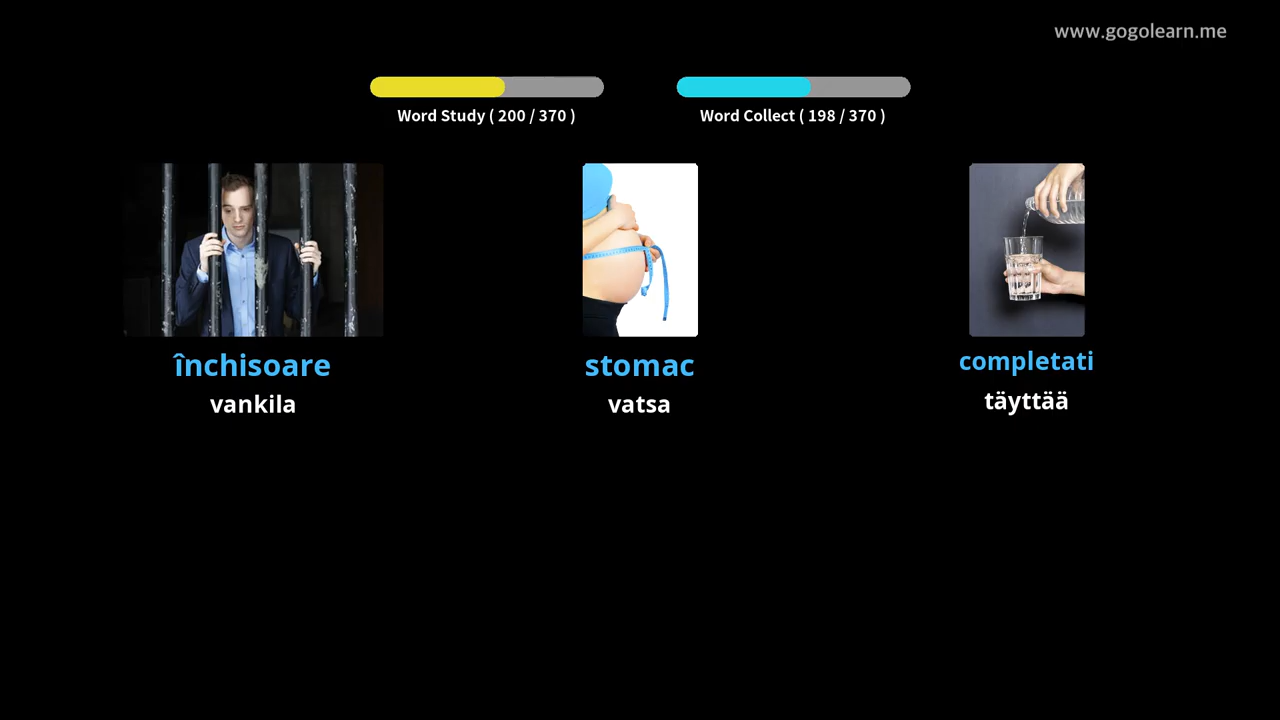 www.gogolearn.me
Word Study ( 200 / 370 )
Word Collect ( 198 / 370 )
închisoare
vankila
stomac
vatsa
completati
täyttää